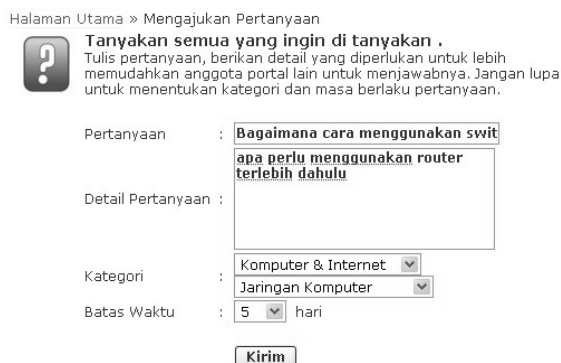 Halaman Utama » Mengajukan Pertanyaan
Tanyakan semua yang ingin di tanyakan .
Tulis pertanyaan, berikan detail yang diperlukan untuk lebih
memudahkan anggota portal lain untuk menjawabnya. Jangan lupa
untuk menentukan kategori dan masa berlaku pertanyaan.
Pertanyaan : Bagaimana cara menggunakan swit
apa perlu menggunakan router
terlebih dahulu
Detail Pertanyaan :
Komputer & Internet
Kategori :
Jaringan Komputer
Batas Waktu : 5 hari
Kirim